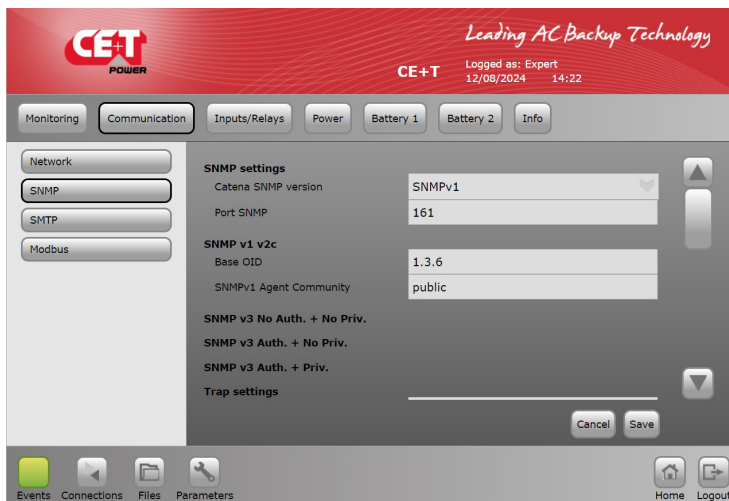 CE+T
POWER
Leading AC Backup Technology
CE+T
Logged as: Expert
12/08/2024 14:22
Monitoring
Communication
Inputs/Relays
Power
Battery 1
Battery 2
Info
Network
SNMP
SMTP
Modbus
SNMP settings
Catena SNMP version
SNMPv1
Port SNMP
161
SNMP v1 v2c
Base OID
1.3.6
SNMPv1 Agent Community
public
SNMP v3 No Auth. + No Priv.
SNMP v3 Auth. + No Priv.
SNMP v3 Auth. + Priv.
Trap settings
Cancel
Save
Events
Connections
Files
Parameters
Home
Logout